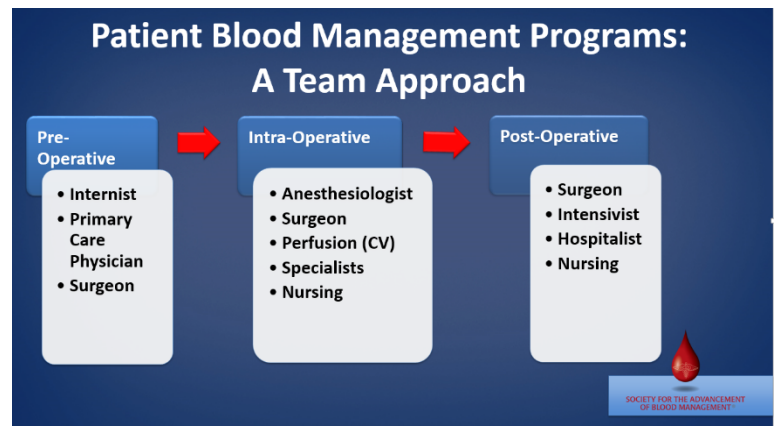 Patient Blood Management Programs:
A Team Approach
Pre-
Operative
• Internist
• Primary
Care
Physician
• Surgeon
Intra-Operative
• Anesthesiologist
• Surgeon
• Perfusion (CV)
• Specialists
• Nursing
Post-Operative
• Surgeon
• Intensivist
• Hospitalist
• Nursing
SOCIETY FOR THE ADVANCEMENT
OF BLOOD MANAGEMENT